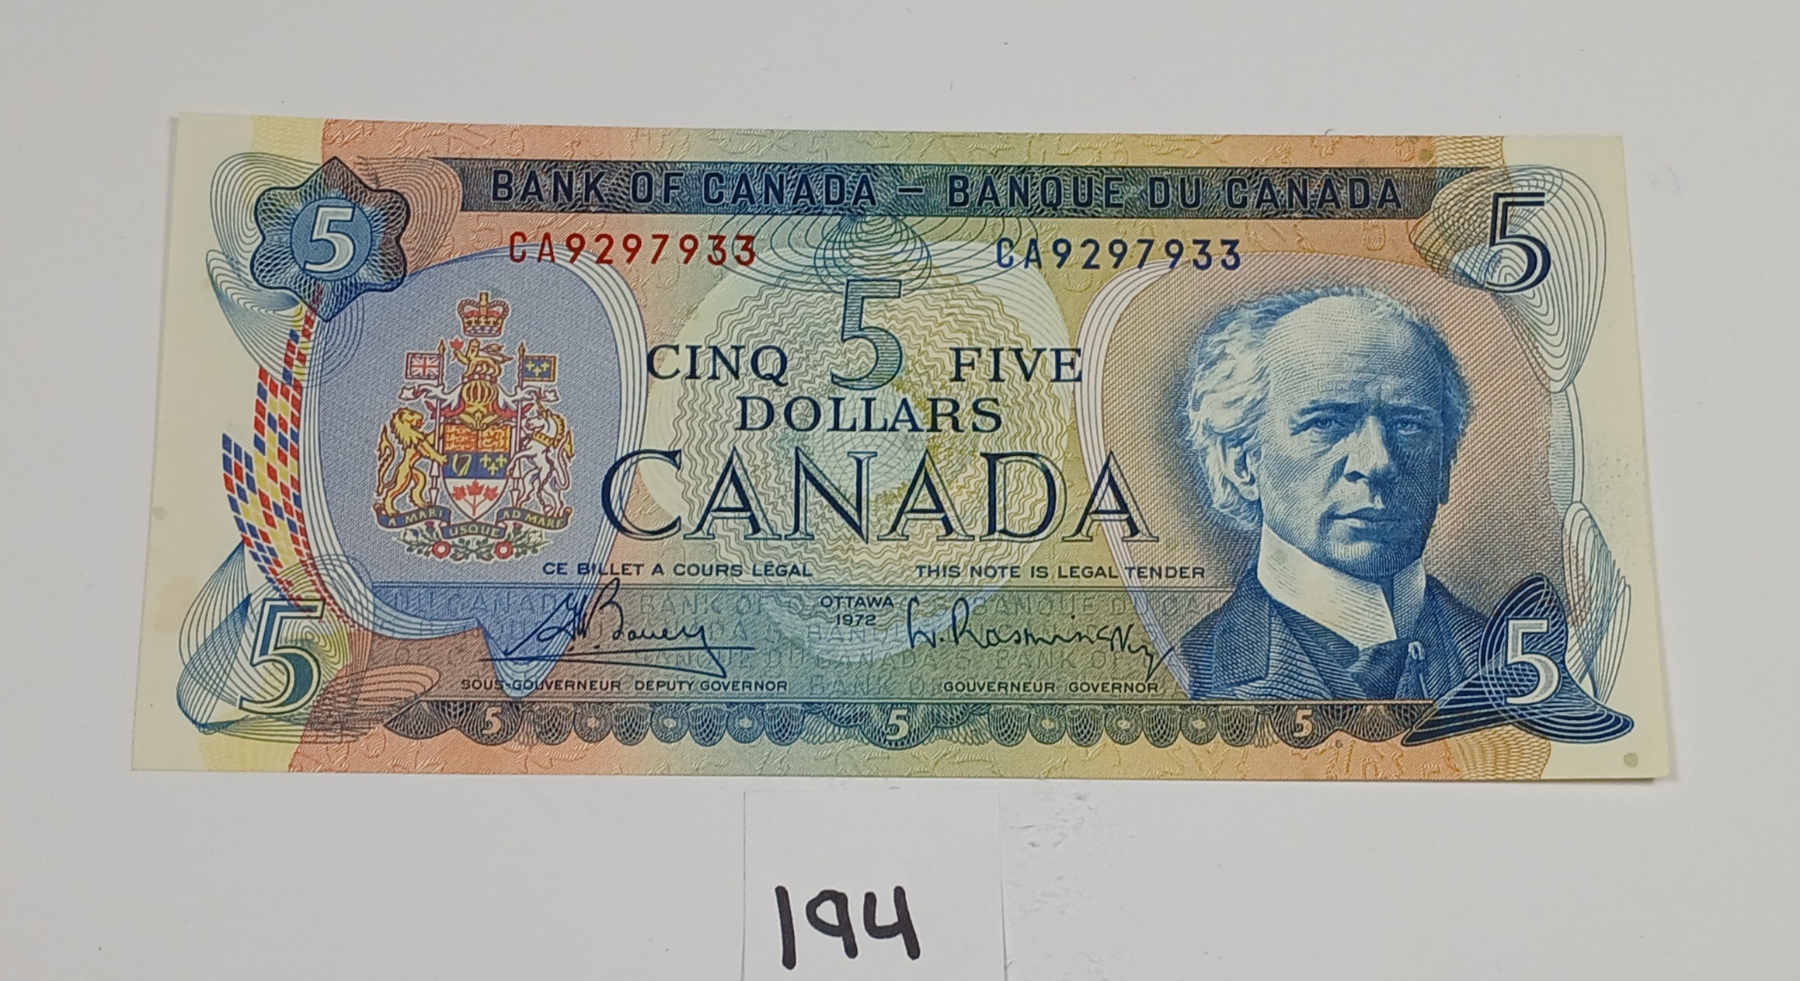 BANK OF CANADA – BANQUE DU CANADA
5
5
CA9297933
CA9297933
5
CINQ FIVE
DOLLARS
CANADA
A MARI USQUE AD MARE
CE BILLET A COURS LÉGAL
THIS NOTE IS LEGAL TENDER
OTTAWA
1972
SOUS-GOUVERNEUR DEPUTY GOVERNOR
GOUVERNEUR GOVERNOR
5
5
5
5
5
6
194